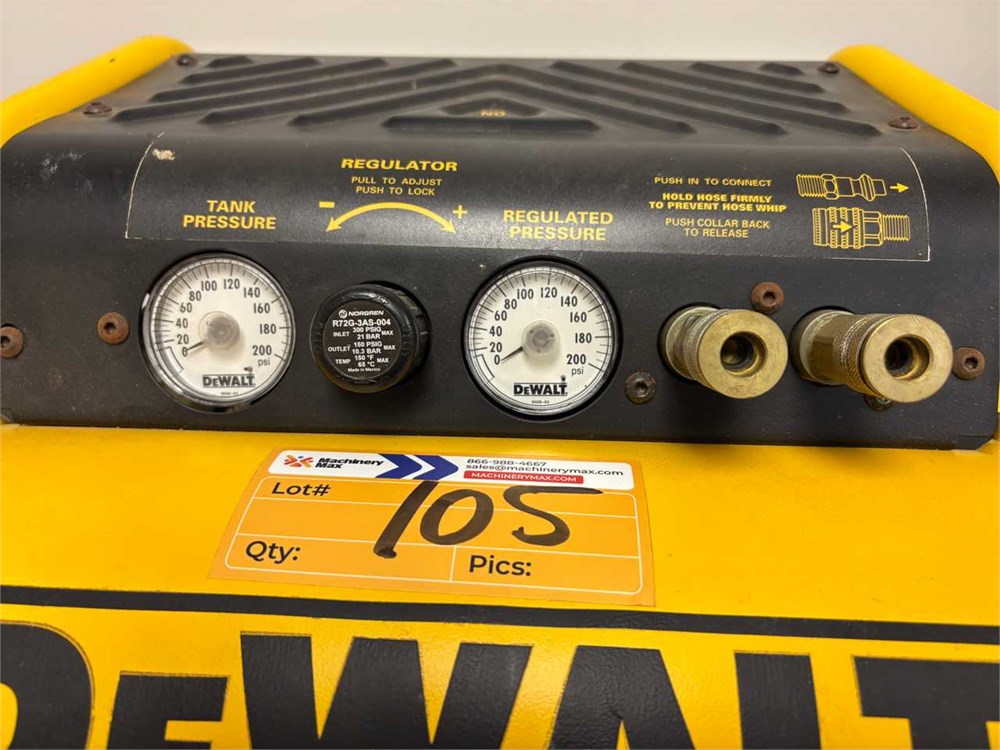 NO
REGULATOR
PULL TO ADJUST
PUSH TO LOCK
- +
TANK
PRESSURE
REGULATED
PRESSURE
PUSH IN TO CONNECT
HOLD HOSE FIRMLY
TO PREVENT HOSE WHIP
PUSH COLLAR BACK
TO RELEASE
0 20 40 60 80 100 120 140 160 180 200
psi
DEWALT
NORGREN
R72G-3AS-004
300 PSIG
INLET MAX
21 BAR
150 PSIG
OUTLET MAX
10.3 BAR
150 °F
TEMP MAX
65 °C
Made in Mexico
0 20 40 60 80 100 120 140 160 180 200
psi
DEWALT
Machinery
Max
866-988-4667
sales@machinerymax.com
MACHINERYMAX.COM
Lot# 105
Qty:
Pics:
DEWALT